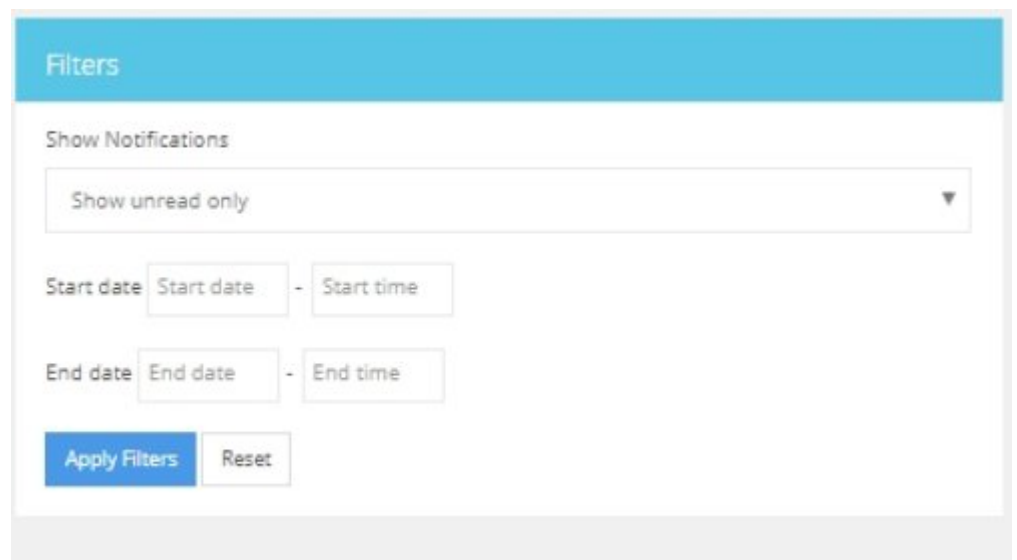 Filters
Show Notifications
Show unread only
Start date Start date - Start time
End date End date - End time
Apply Filters Reset